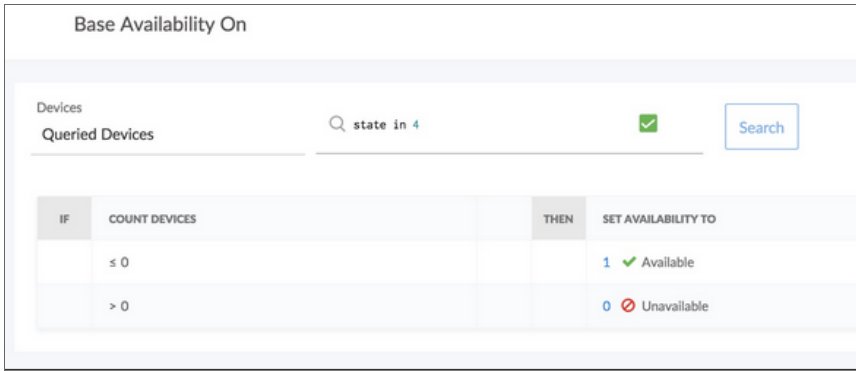 Base Availability On
Devices
Queried Devices
state in 4
Search
IF COUNT DEVICES THEN SET AVAILABILITY TO
≤ 0 1 Available
> 0 0 Unavailable